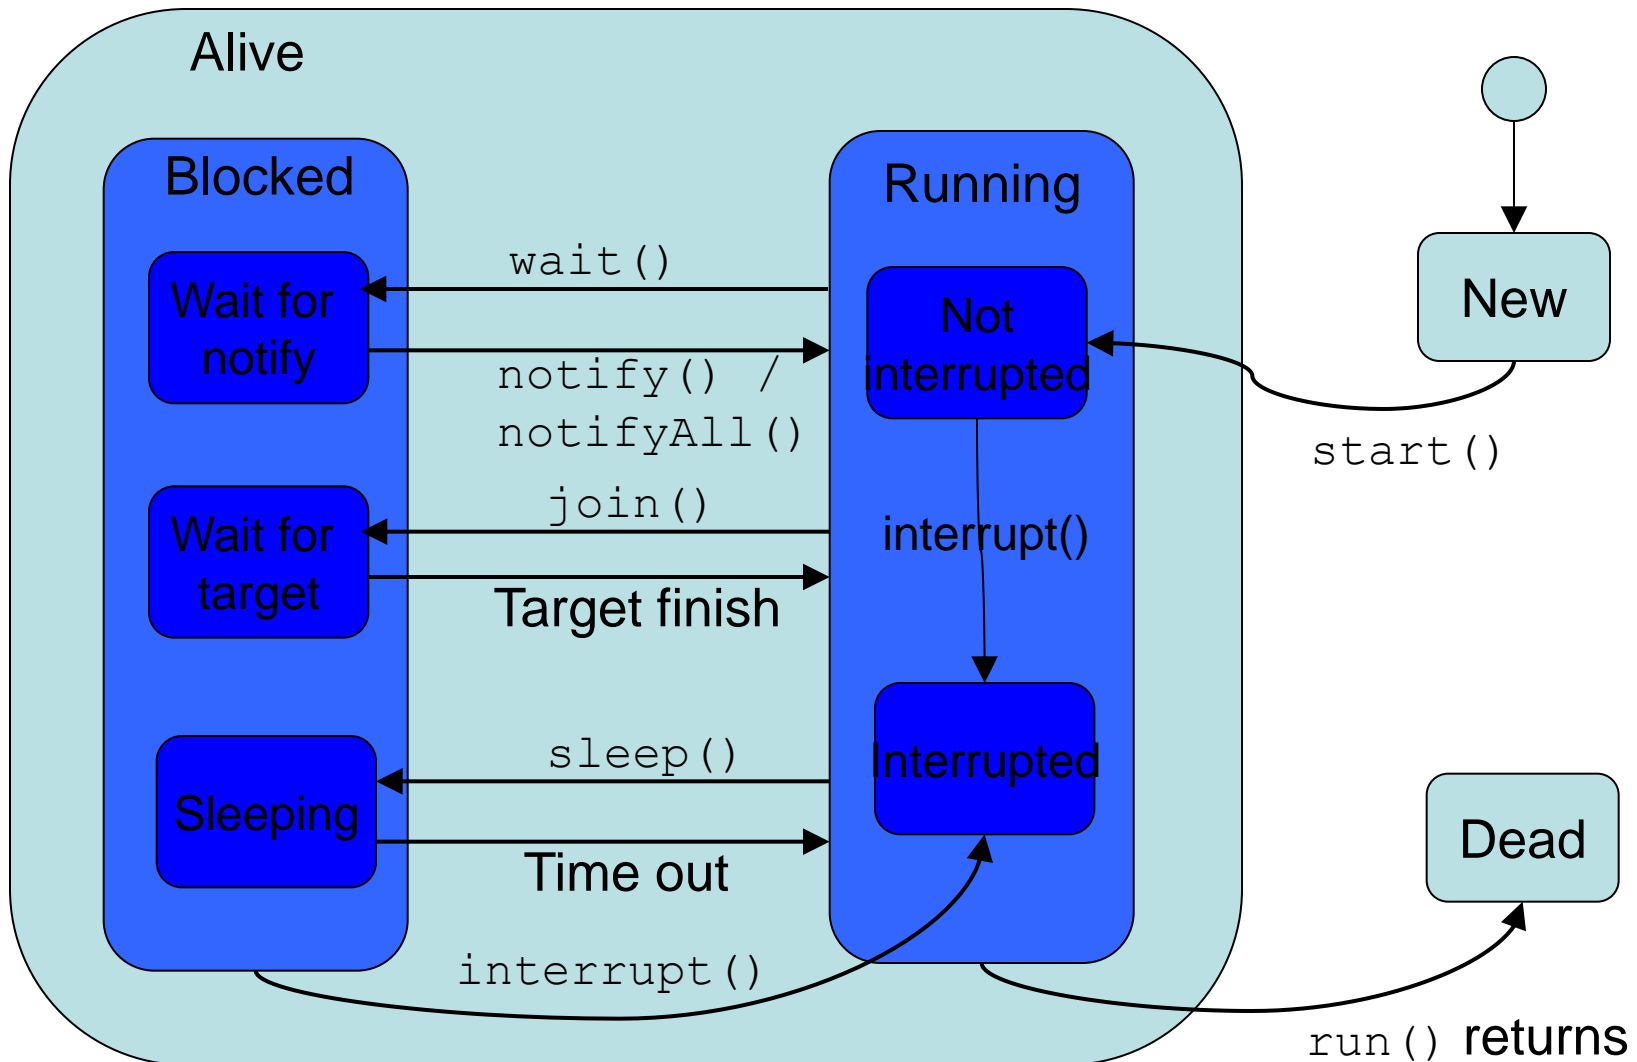 Alive
Blocked
Running
wait()
Wait for
notify
Not
interrupted
New
notify() /
notifyAll()
start()
join()
Wait for
target
interrupt()
Target finish
sleep()
Interrupted
Sleeping
Time out
Dead
interrupt()
run() returns